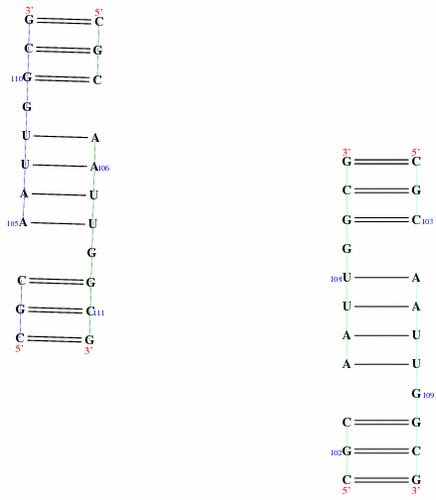 3' 5'
G C
C G
110 G C
G
U A
U A 106
A U
105 A U
G
C G
G C 111
C G
5' 3'
3' 5'
G C
C G
G C 103
G
108 U A
U A
A U
A U
G 109
C G
102 G C
C G
5' 3'